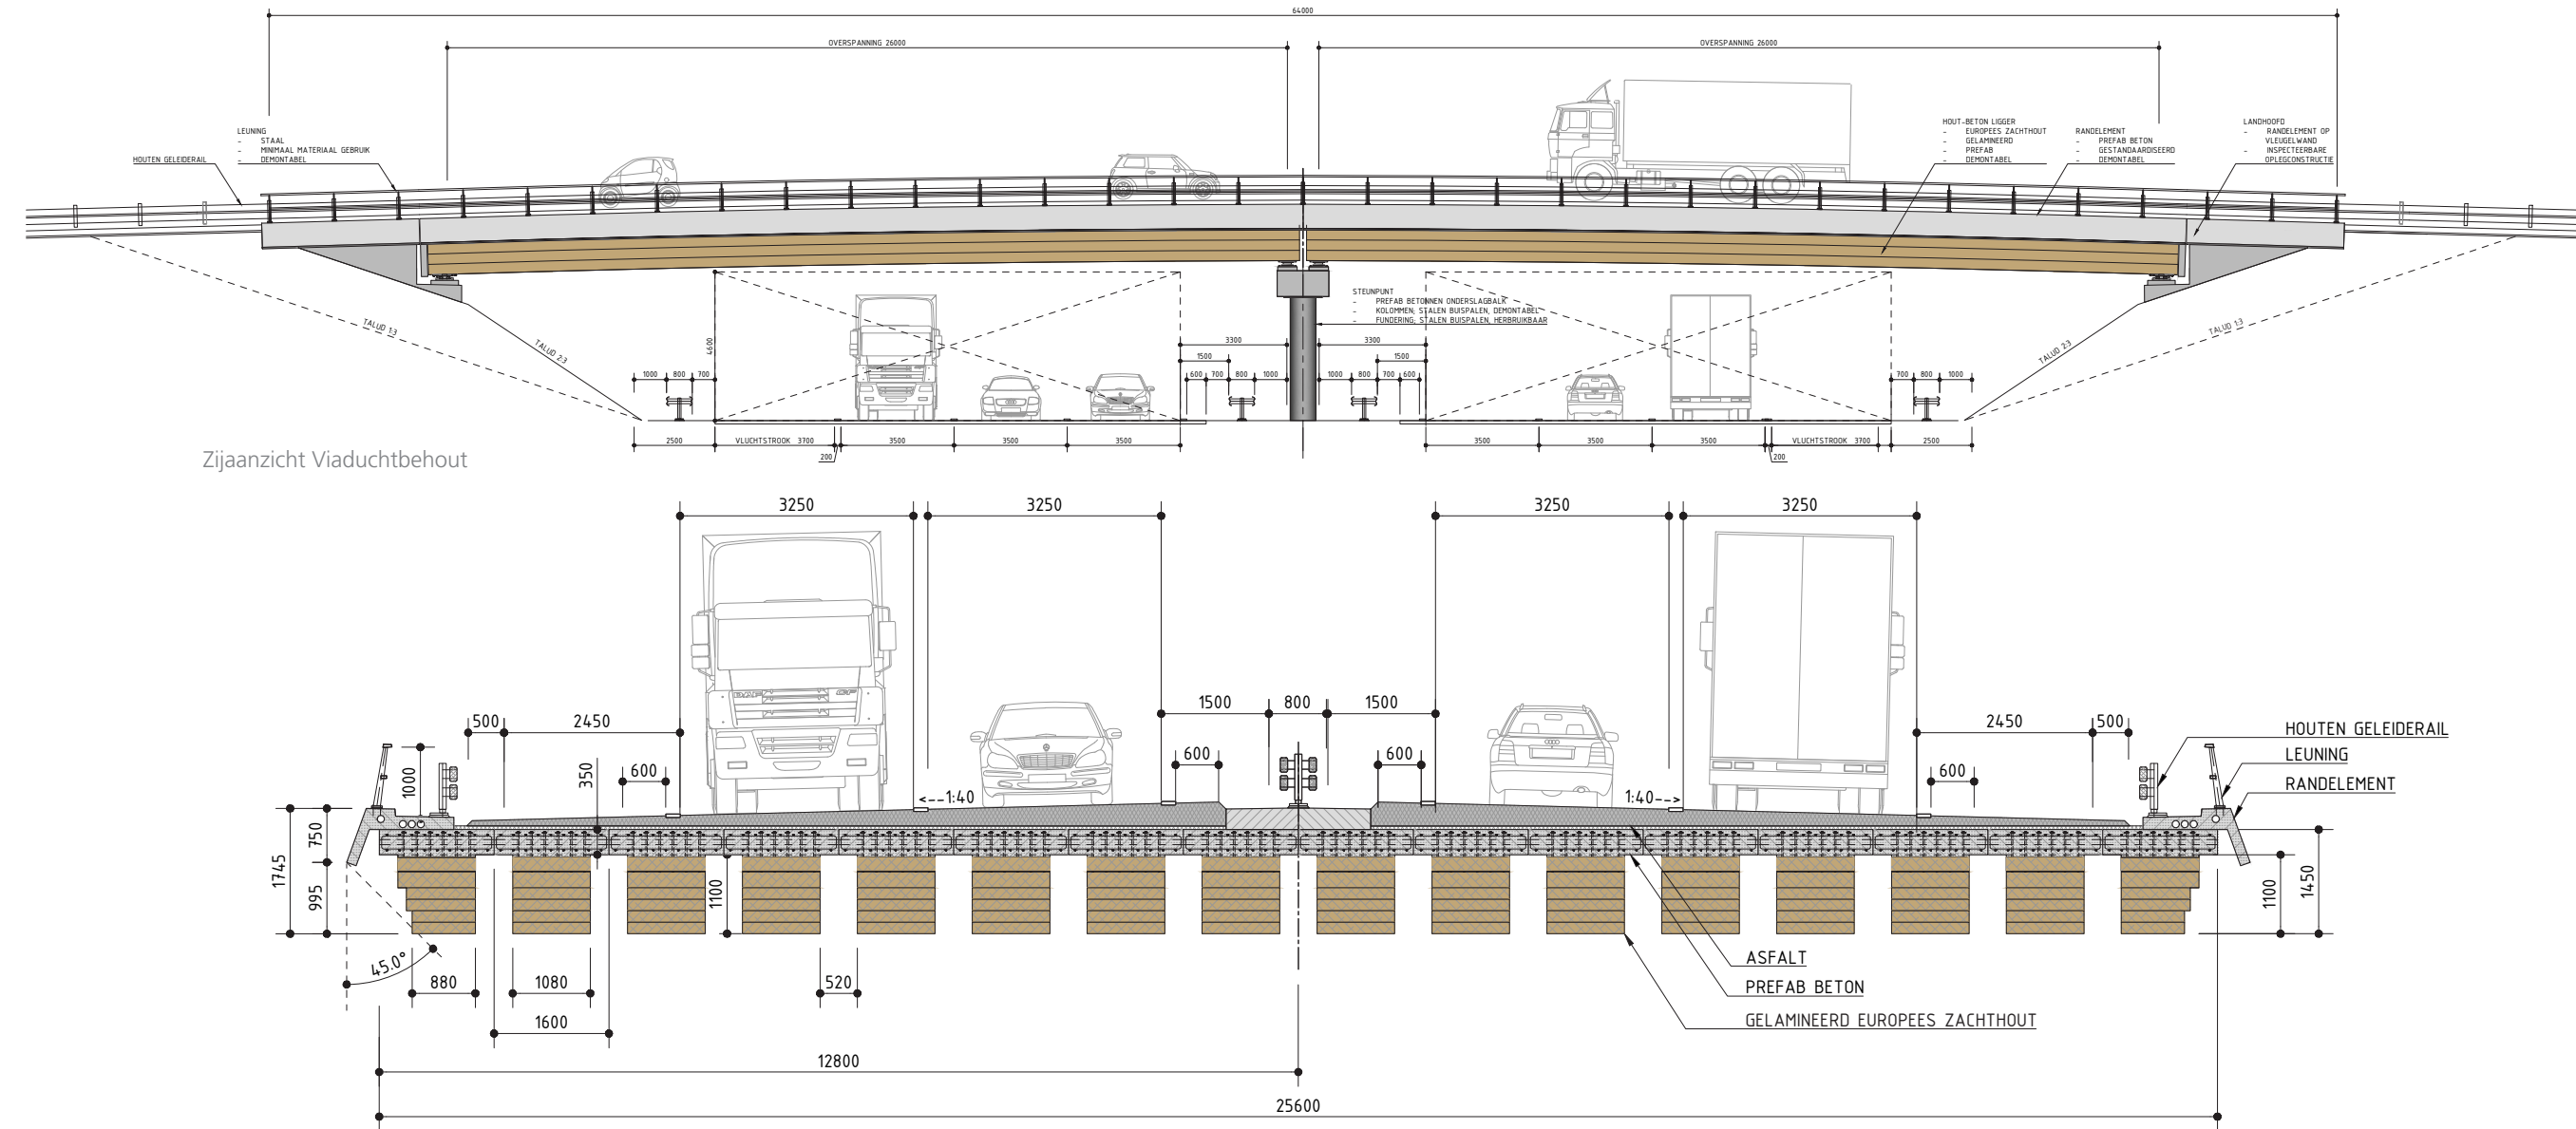 64000
OVERSPANNING 26000
OVERSPANNING 26000
LEUNING
- STAAL
- MINIMAAL MATERIAAL GEBRUIK
- DEMONTABEL
HOUTEN GELEIDERAIL
HOUT-BETON LIGGER
- EUROPEES ZACHTHOUT
- GELAMINEERD
- PREFAB
- DEMONTABEL
RANDELEMENT
- PREFAB BETON
- GESTANDAARDISEERD
- DEMONTABEL
LANDHOOFD
- RANDELEMENT OP
VLEUGELWAND
- INSPECTEERBARE
OPLEGCONSTRUCTIE
STEUNPUNT
- PREFAB BETONNEN ONDERSLAGBALK
- KOLOMMEN; STALEN BUISPALEN, DEMONTABEL
- FUNDERING; STALEN BUISPALEN, HERBRUIKBAAR
TALUD 1:3
TALUD 2:3
4600
3300
3300
1500
1500
TALUD 2:3
TALUD 1:3
1000 800 700
600 700 800 1000
1000 800 700 600
700 800 1000
2500 VLUCHTSTROOK 3700 3500 3500 3500
200
3500 3500 3500 VLUCHTSTROOK 3700 2500
200
Zijaanzicht Viaductbehout
3250 3250 3250 3250
1500 800 1500
500 2450
2450 500
600 600 600 600
350
1000
<--1:40
1:40-->
DAF CF
HOUTEN GELEIDERAIL
LEUNING
RANDELEMENT
1745
750
995
1100
1100
1450
45.0°
880 1080 520
1600
ASFALT
PREFAB BETON
GELAMINEERD EUROPEES ZACHTHOUT
12800
25600